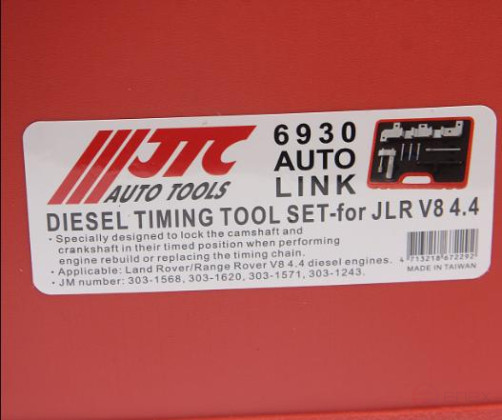 JTC
AUTO TOOLS
6930
AUTO
LINK
DIESEL TIMING TOOL SET-for JLR V8 4.4
· Specially designed to lock the camshaft and
crankshaft in their timed position when performing
engine rebuild or replacing the timing chain.
· Applicable: Land Rover/Range Rover V8 4.4 diesel engines.
· JM number: 303-1568, 303-1620, 303-1571, 303-1243.
4 713218 672292
MADE IN TAIWAN